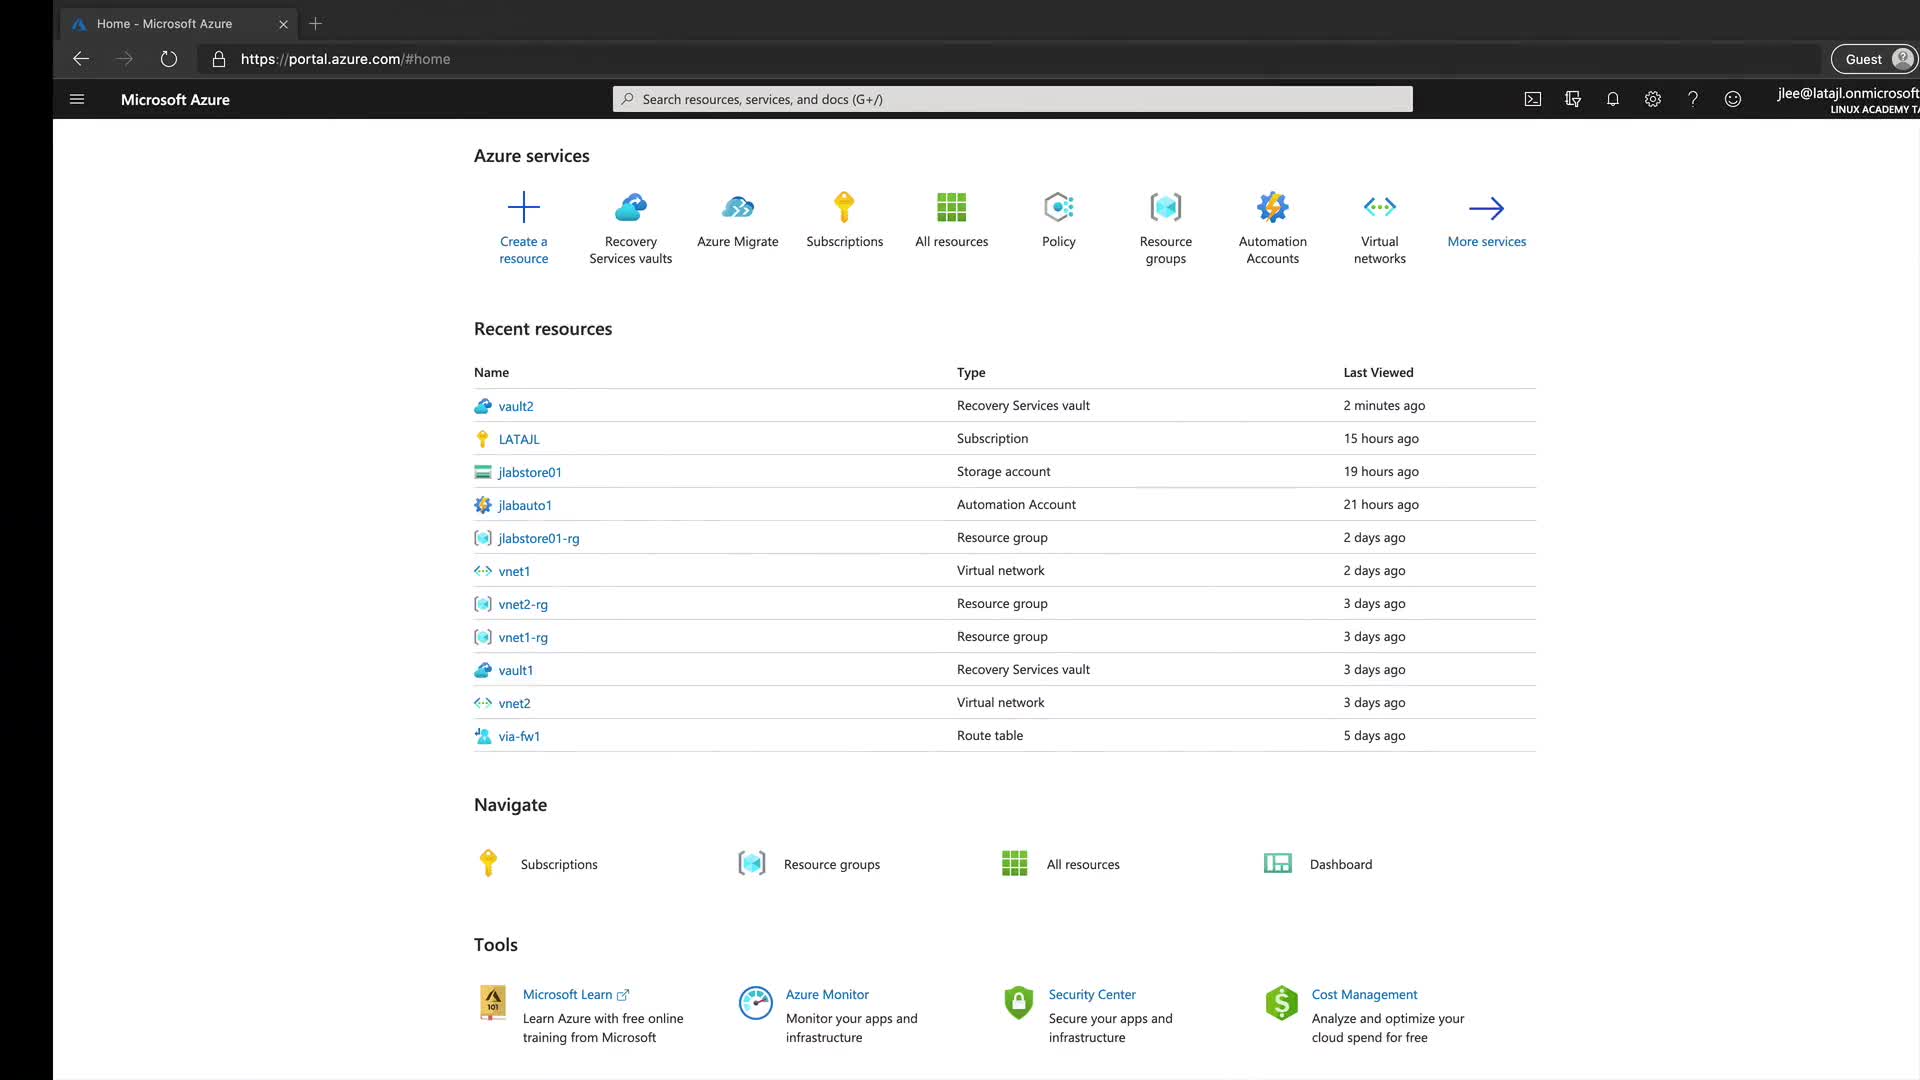 Home - Microsoft Azure
https://portal.azure.com/#home
Guest
Microsoft Azure
Search resources, services, and docs (G+/)
jlee@latajl.onmicrosoft
LINUX ACADEMY TA
Azure services
Create a
resource
Recovery
Services vaults
Azure Migrate
Subscriptions
All resources
Policy
Resource
groups
Automation
Accounts
Virtual
networks
More services
Recent resources
Name Type Last Viewed
vault2 Recovery Services vault 2 minutes ago
LATAJL Subscription 15 hours ago
jlabstore01 Storage account 19 hours ago
jlabauto1 Automation Account 21 hours ago
jlabstore01-rg Resource group 2 days ago
vnet1 Virtual network 2 days ago
vnet2-rg Resource group 3 days ago
vnet1-rg Resource group 3 days ago
vault1 Recovery Services vault 3 days ago
vnet2 Virtual network 3 days ago
via-fw1 Route table 5 days ago
Navigate
Subscriptions
Resource groups
All resources
Dashboard
Tools
101
Microsoft Learn
Learn Azure with free online
training from Microsoft
Azure Monitor
Monitor your apps and
infrastructure
Security Center
Secure your apps and
infrastructure
Cost Management
Analyze and optimize your
cloud spend for free